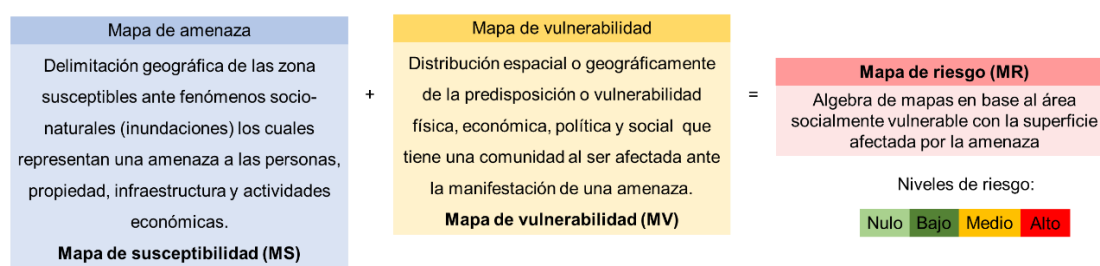 Mapa de amenaza
Delimitación geográfica de las zona
susceptibles ante fenómenos socio-
naturales (inundaciones) los cuales
representan una amenaza a las personas,
propiedad, infraestructura y actividades
económicas.
Mapa de susceptibilidad (MS)
+
Mapa de vulnerabilidad
Distribución espacial o geográficamente
de la predisposición o vulnerabilidad
física, económica, política y social que
tiene una comunidad al ser afectada ante
la manifestación de una amenaza.
Mapa de vulnerabilidad (MV)
=
Mapa de riesgo (MR)
Algebra de mapas en base al área
socialmente vulnerable con la superficie
afectada por la amenaza
Niveles de riesgo:
Nulo Bajo Medio Alto